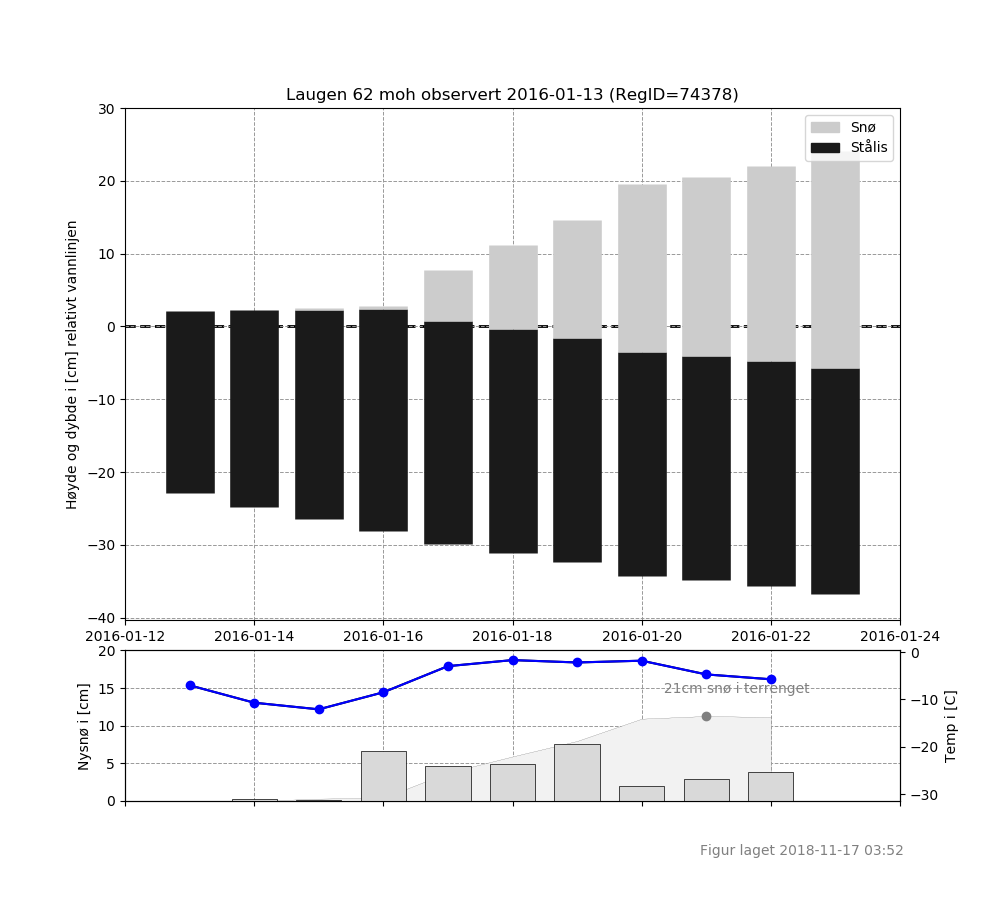 Laugen 62 moh observert 2016-01-13 (RegID=74378)
Snø
Stålis
Høyde og dybde i [cm] relativt vannlinjen
30
20
10
0
−10
−20
−30
−40
2016-01-12 2016-01-14 2016-01-16 2016-01-18 2016-01-20 2016-01-22 2016-01-24
Nysnø i [cm]
20
15
10
5
0
21cm snø i terrenget
0
−10
−20
−30
Temp i [C]
Figur laget 2018-11-17 03:52